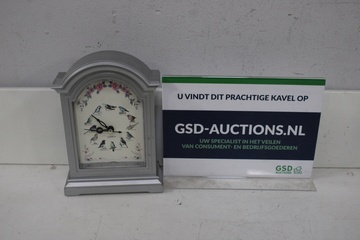 U VINDT DIT PRACHTIGE KAVEL OP
GSD-AUCTIONS.NL
UW SPECIALIST IN HET VEILEN
VAN CONSUMENT- EN BEDRIJFSGOEDEREN
GSD